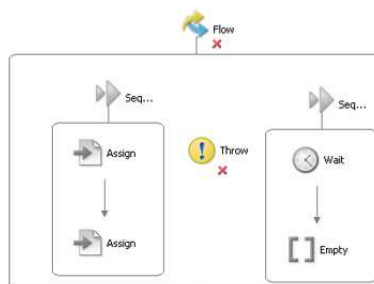 Flow
Seq...
Seq...
Assign
Throw
Wait
Assign
Empty